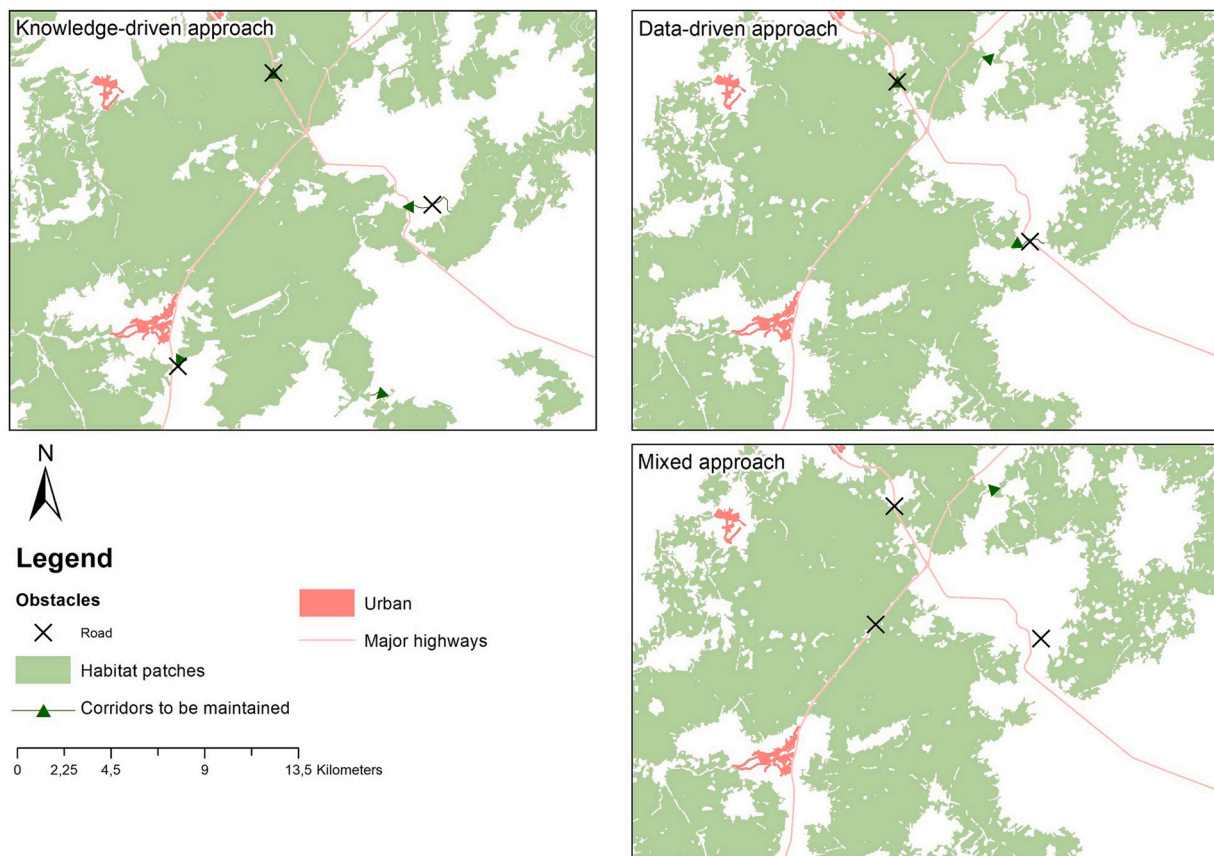 Knowledge-driven approach
Data-driven approach
Mixed approach
N
Legend
Obstacles
Road
Habitat patches
Corridors to be maintained
Urban
Major highways
0 2,25 4,5 9 13,5 Kilometers